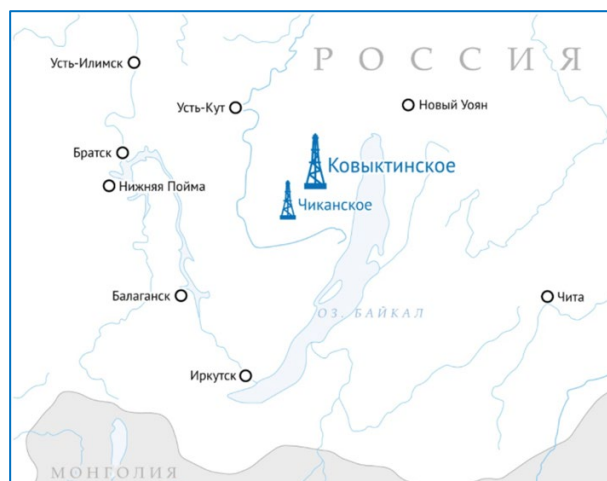 РОССИЯ
Усть-Илимск
Усть-Кут
Новый Уоян
Братск
Ковыктинское
Нижняя Пойма
Чиканское
Балаганск
Чита
ОЗ. БАЙКАЛ
Иркутск
МОНГОЛИЯ